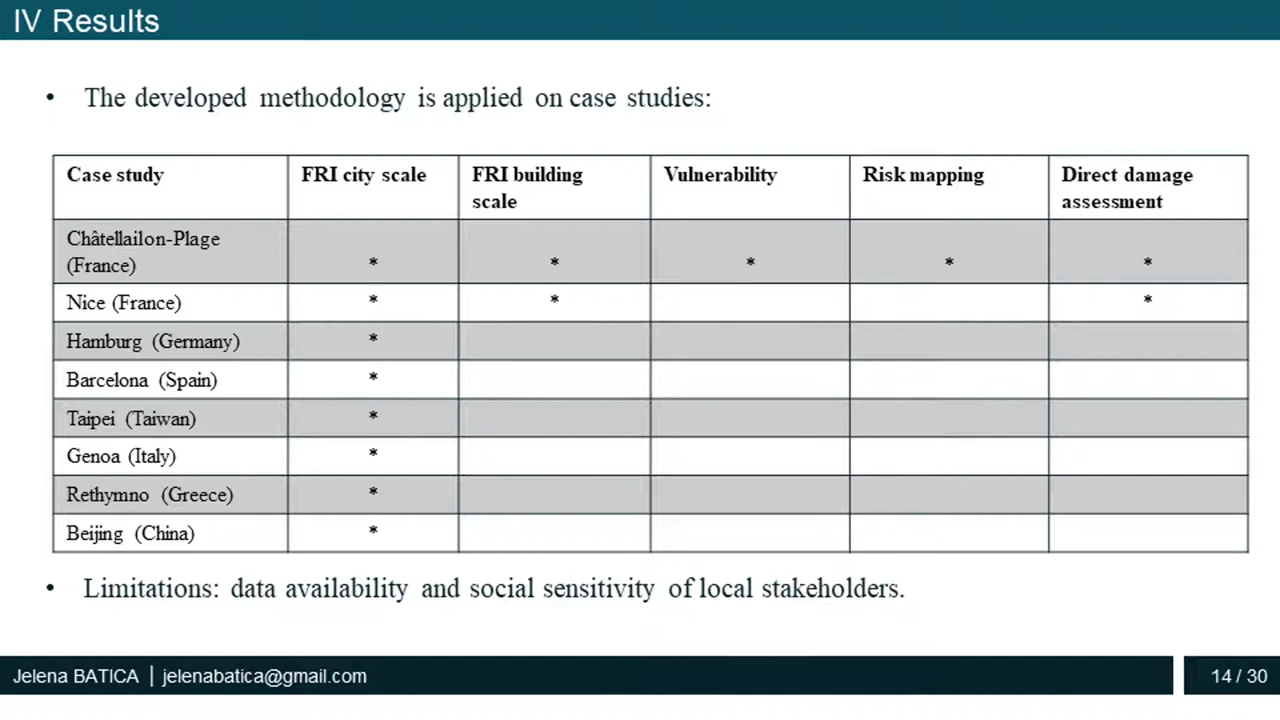 IV Results
• The developed methodology is applied on case studies:
Case study FRI city scale FRI building scale Vulnerability Risk mapping Direct damage assessment
Châtellailon-Plage (France) * * * * *
Nice (France) * * *
Hamburg (Germany) *
Barcelona (Spain) *
Taipei (Taiwan) *
Genoa (Italy) *
Rethymno (Greece) *
Beijing (China) *
• Limitations: data availability and social sensitivity of local stakeholders.
Jelena BATICA | jelenabatica@gmail.com 14 / 30